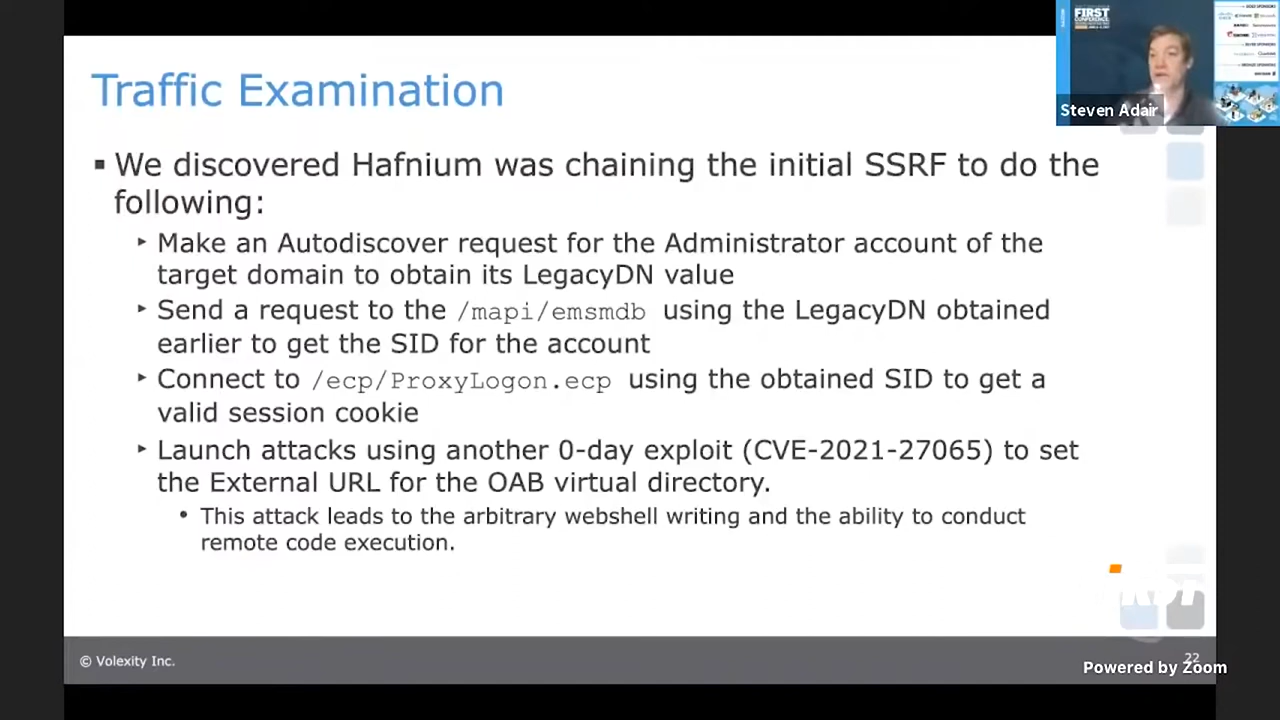 Traffic Examination
▪ We discovered Hafnium was chaining the initial SSRF to do the
following:
‣ Make an Autodiscover request for the Administrator account of the
target domain to obtain its LegacyDN value
‣ Send a request to the /mapi/emsmdb using the LegacyDN obtained
earlier to get the SID for the account
‣ Connect to /ecp/ProxyLogon.ecp using the obtained SID to get a
valid session cookie
‣ Launch attacks using another 0-day exploit (CVE-2021-27065) to set
the External URL for the OAB virtual directory.
• This attack leads to the arbitrary webshell writing and the ability to conduct
remote code execution.
© Volexity Inc.
22
Powered by Zoom
FIRST
CONFERENCE
Steven Adair